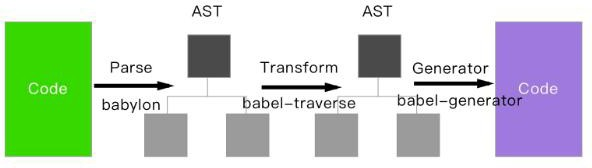 AST
AST
Parse
Transform
Generator
Code
Code
babylon
babel-traverse
babel-generator